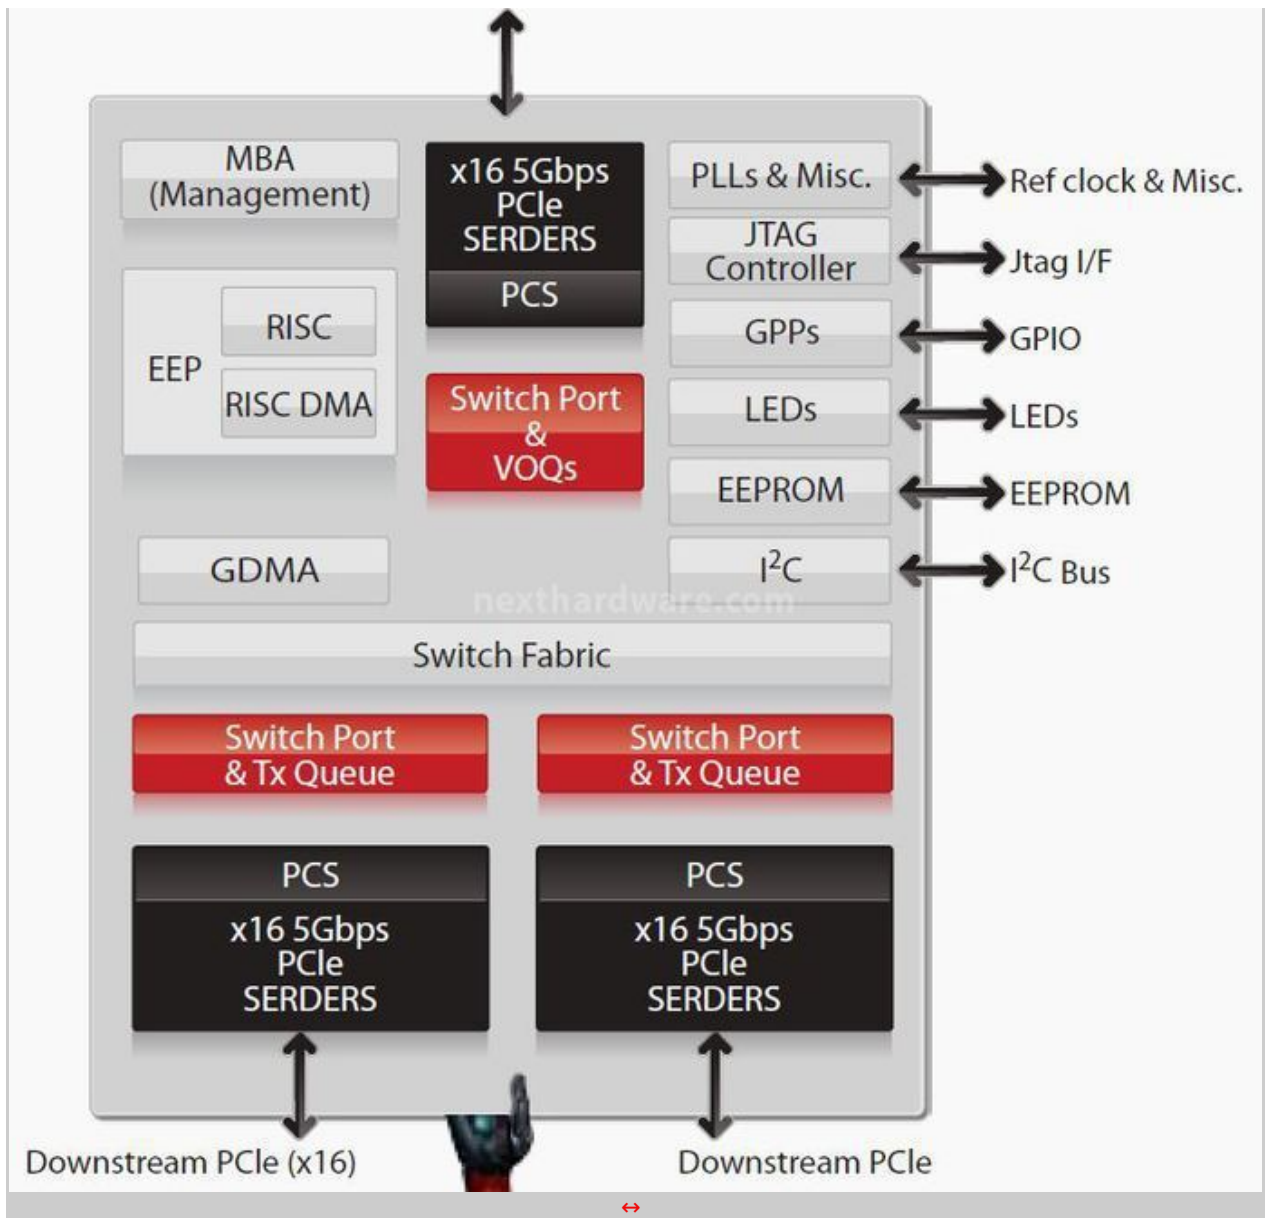 MBA
(Management)
x16 5Gbps
PCIe
SERDERS
PCS
PLLs & Misc.
Ref clock & Misc.
JTAG
Controller
Jtag I/F
EEP
RISC
RISC DMA
GPPs
GPIO
Switch Port
&
VOQs
LEDs
LEDs
EEPROM
EEPROM
GDMA
I²C
I²C Bus
nexthardware.com
Switch Fabric
Switch Port
& Tx Queue
Switch Port
& Tx Queue
PCS
x16 5Gbps
PCIe
SERDERS
PCS
x16 5Gbps
PCIe
SERDERS
Downstream PCIe (x16)
Downstream PCIe